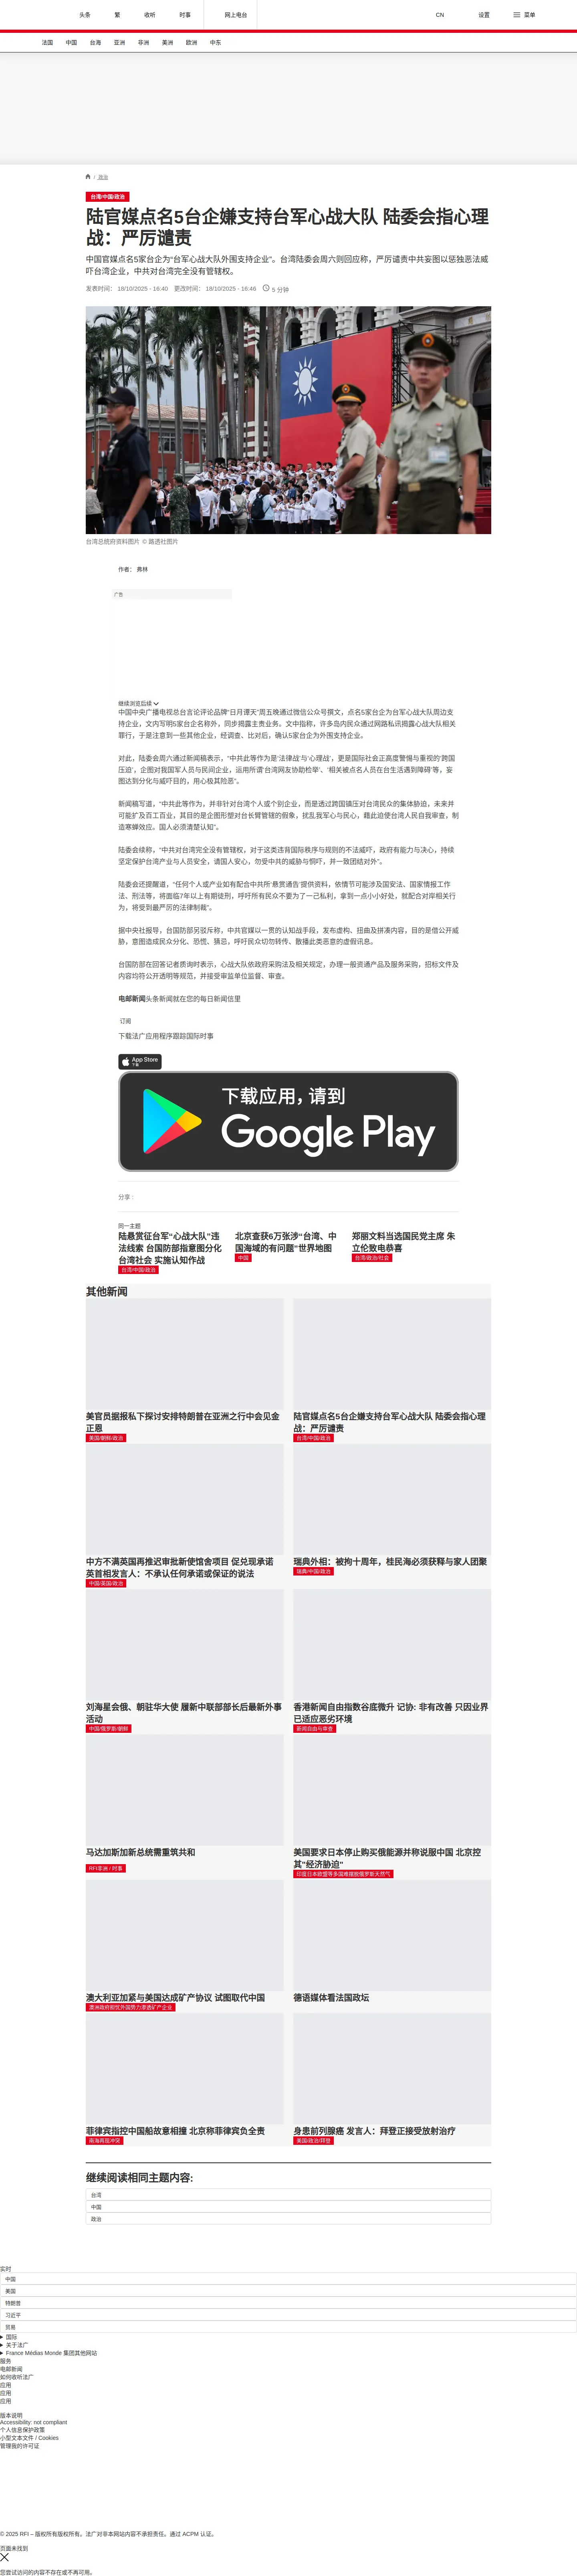 头条
繁
收听
时事
网上电台
CN
设置
菜单
法国
中国
台海
亚洲
非洲
美洲
欧洲
中东
/ 政治
台湾/中国/政治
陆官媒点名5台企嫌支持台军心战大队 陆委会指心理
战：严厉谴责
中国官媒点名5家台企为“台军心战大队外围支持企业”。台湾陆委会周六则回应称，严厉谴责中共妄图以惩独恶法威
吓台湾企业，中共对台湾完全没有管辖权。
发表时间： 18/10/2025 - 16:40 更改时间： 18/10/2025 - 16:46 5 分钟
台湾总统府资料图片 © 路透社图片
作者： 弗林
广告
继续浏览后续
中国中央广播电视总台言论评论品牌“日月谭天”周五晚通过微信公众号撰文，点名5家台企为台军心战大队周边支
持企业，文内写明5家台企名称外，同步揭露主责业务。文中指称，许多岛内民众通过网路私讯揭露心战大队相关
罪行，于是注意到一些其他企业，经调查、比对后，确认5家台企为外围支持企业。
对此，陆委会周六通过新闻稿表示，“中共此等作为是‘法律战’与‘心理战’，更是国际社会正高度警惕与重视的‘跨国
压迫’，企图对我国军人员与民间企业，运用所谓‘台湾网友协助检举’、‘相关被点名人员在台生活遇到障碍’等，妄
图达到分化与威吓目的，用心极其险恶”。
新闻稿写道，“中共此等作为，并非针对台湾个人或个别企业，而是透过跨国镇压对台湾民众的集体胁迫，未来并
可能扩及百工百业，其目的是企图形塑对台长臂管辖的假象，扰乱我军心与民心，藉此迫使台湾人民自我审查，制
造寒蝉效应。国人必须清楚认知”。
陆委会续称，“中共对台湾完全没有管辖权，对于这类违背国际秩序与规则的不法威吓，政府有能力与决心，持续
坚定保护台湾产业与人员安全，请国人安心，勿受中共的威胁与恫吓，并一致团结对外”。
陆委会还提醒道，“任何个人或产业如有配合中共所‘悬赏通告’提供资料，依情节可能涉及国安法、国家情报工作
法、刑法等，将面临7年以上有期徒刑，呼吁所有民众不要为了一己私利，拿到一点小小好处，就配合对岸相关行
为，将受到最严厉的法律制裁”。
据中央社报导，台国防部另驳斥称，中共官媒以一贯的认知战手段，发布虚构、扭曲及拼凑内容，目的是借公开威
胁，意图造成民众分化、恐慌、猜忌，呼吁民众切勿转传、散播此类恶意的虚假讯息。
台国防部在回答记者质询时表示，心战大队依政府采购法及相关规定，办理一般资通产品及服务采购，招标文件及
内容均符公开透明等规范，并接受审监单位监督、审查。
电邮新闻头条新闻就在您的每日新闻信里
订阅
下载法广应用程序跟踪国际时事
App Store
下载
下载应用，请到
Google Play
分享 :
同一主题
陆悬赏征台军“心战大队”违
法线索 台国防部指意图分化
台湾社会 实施认知作战
台湾/中国/政治
北京查获6万张涉“台湾、中
国海域的有问题”世界地图
中国
郑丽文料当选国民党主席 朱
立伦致电恭喜
台湾/政治/社会
其他新闻
美官员据报私下探讨安排特朗普在亚洲之行中会见金
正恩
美国/朝鲜/政治
陆官媒点名5台企嫌支持台军心战大队 陆委会指心理
战：严厉谴责
台湾/中国/政治
中方不满英国再推迟审批新使馆舍项目 促兑现承诺
英首相发言人：不承认任何承诺或保证的说法
中国/英国/政治
瑞典外相：被拘十周年，桂民海必须获释与家人团聚
瑞典/中国/政治
刘海星会俄、朝驻华大使 履新中联部部长后最新外事
活动
中国/俄罗斯/朝鲜
香港新闻自由指数谷底微升 记协: 非有改善 只因业界
已适应恶劣环境
新闻自由与审查
马达加斯加新总统需重筑共和
RFI非洲 / 时事
美国要求日本停止购买俄能源并称说服中国 北京控
其"经济胁迫"
印度日本欧盟等多国难摆脱俄罗斯天然气
澳大利亚加紧与美国达成矿产协议 试图取代中国
澳洲政府担忧外国势力渗透矿产企业
德语媒体看法国政坛
菲律宾指控中国船故意相撞 北京称菲律宾负全责
南海再现冲突
身患前列腺癌 发言人：拜登正接受放射治疗
美国/政治/拜登
继续阅读相同主题内容:
台湾
中国
政治
实时
中国
美国
特朗普
习近平
贸易
国际
关于法广
France Médias Monde 集团其他网站
服务
电邮新闻
如何收听法广
应用
应用
应用
版本说明
Accessibility: not compliant
个人信息保护政策
小型文本文件 / Cookies
管理我的许可证
© 2025 RFI – 版权所有版权所有。法广对非本网站内容不承担责任。通过 ACPM 认证。
页面未找到
您尝试访问的内容不存在或不再可用。